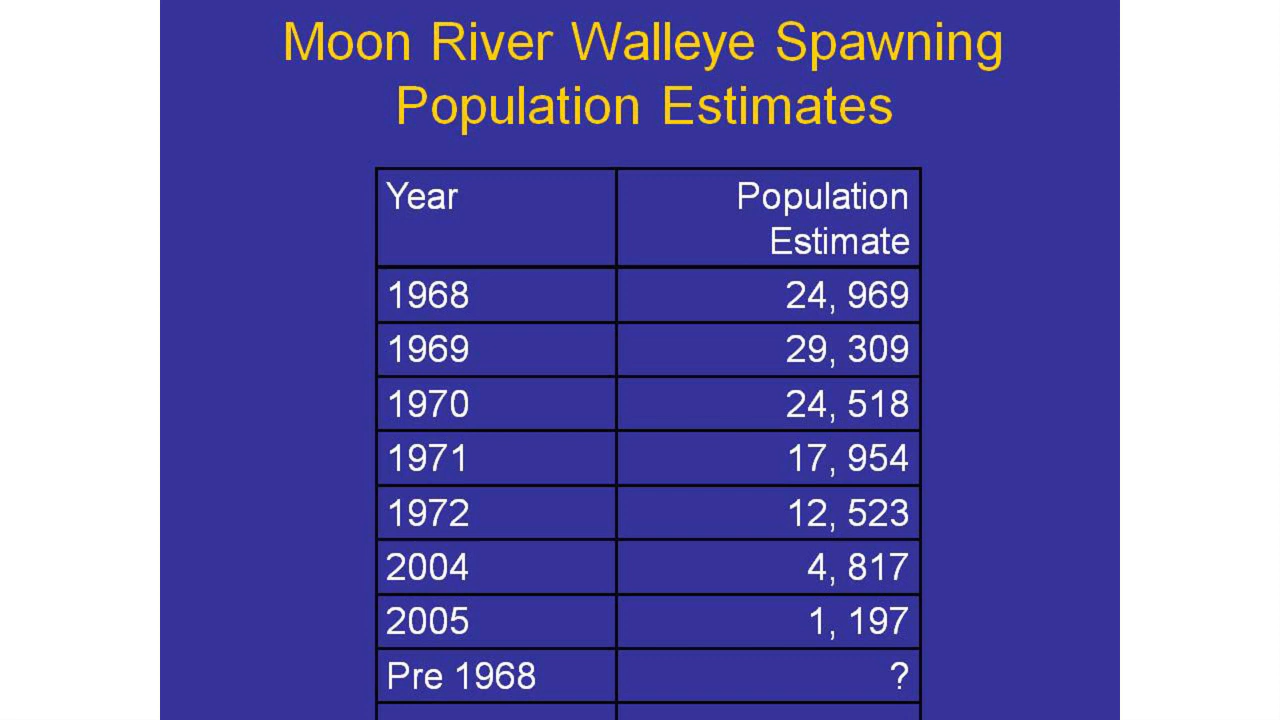 Moon River Walleye Spawning
Population Estimates
Year Population
Estimate
1968 24, 969
1969 29, 309
1970 24, 518
1971 17, 954
1972 12, 523
2004 4, 817
2005 1, 197
Pre 1968 ?